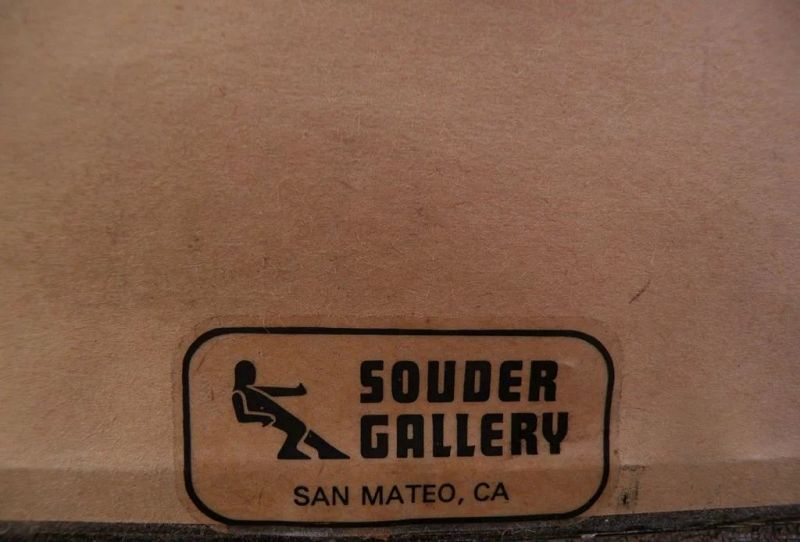 SOUDER
GALLERY
SAN MATEO, CA